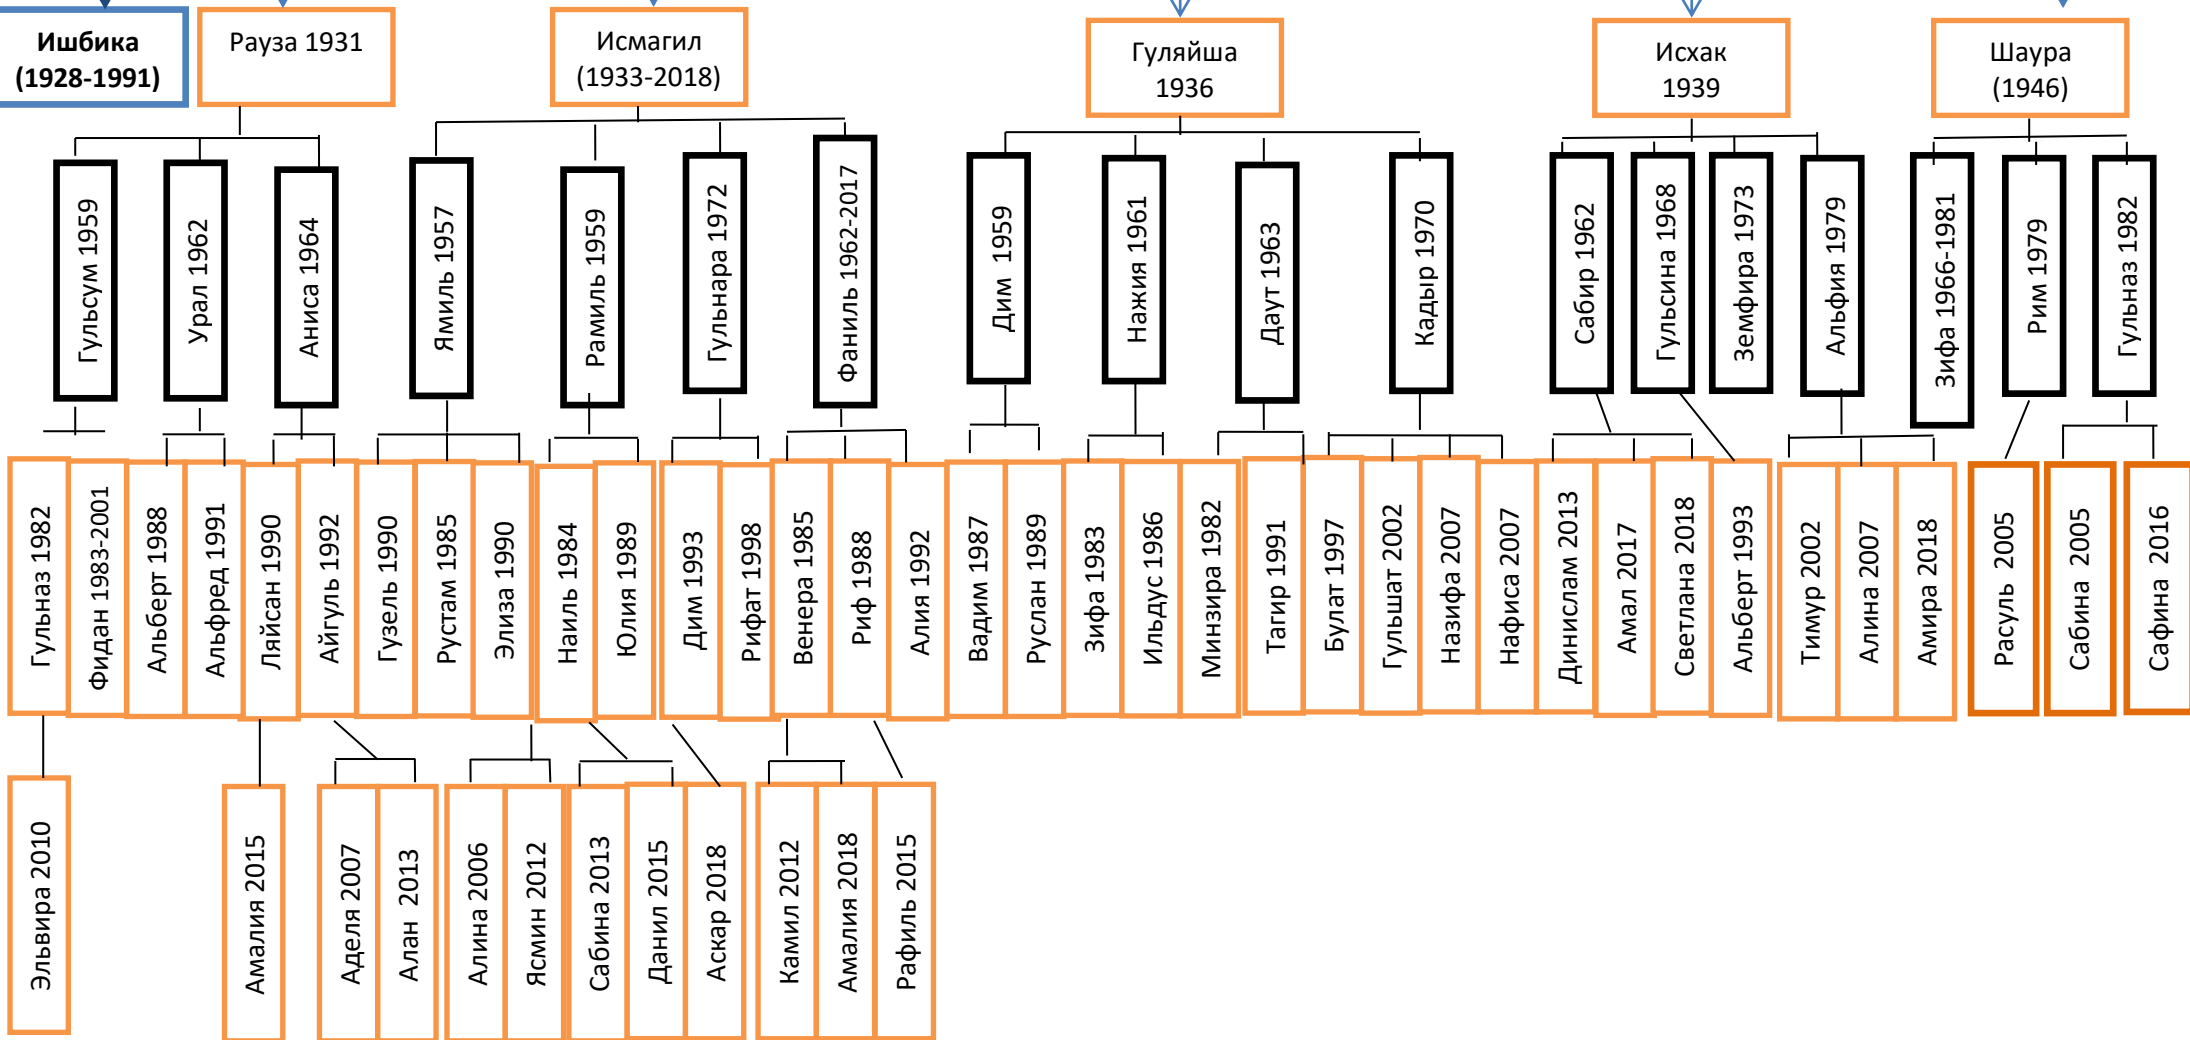 Ишбика
(1928-1991)
Рауза 1931
Исмагил
(1933-2018)
Гуляйша
1936
Исхак
1939
Шаура
(1946)
Гульсум 1959
Урал 1962
Аниса 1964
Ямиль 1957
Рамиль 1959
Гульнара 1972
Фаниль 1962-2017
Дим 1959
Нажия 1961
Даут 1963
Кадыр 1970
Сабир 1962
Гульсина 1968
Земфира 1973
Альфия 1979
Зифа 1966-1981
Рим 1979
Гульназ 1982
Гульназ 1982
Фидан 1983-2001
Альберт 1988
Альфред 1991
Ляйсан 1990
Айгуль 1992
Гузель 1990
Рустам 1985
Элиза 1990
Наиль 1984
Юлия 1989
Дим 1993
Рифат 1998
Венера 1985
Риф 1988
Алия 1992
Вадим 1987
Руслан 1989
Зифа 1983
Ильдус 1986
Минзира 1982
Тагир 1991
Булат 1997
Гульшат 2002
Назифа 2007
Нафиса 2007
Динислам 2013
Амал 2017
Светлана 2018
Альберт 1993
Тимур 2002
Алина 2007
Амира 2018
Расуль 2005
Сабина 2005
Сафина 2016
Эльвира 2010
Амалия 2015
Аделя 2007
Алан 2013
Алина 2006
Ясмин 2012
Сабина 2013
Данил 2015
Аскар 2018
Камил 2012
Амалия 2018
Рафиль 2015